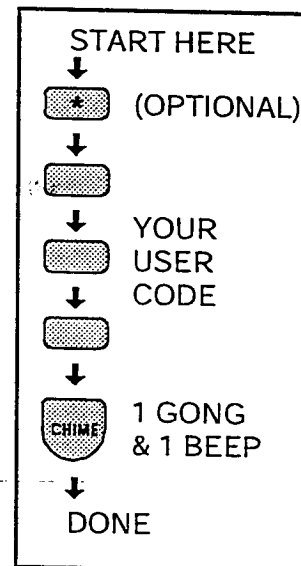 START HERE
* (OPTIONAL)
YOUR
USER
CODE
CHIME
1 GONG
& 1 BEEP
DONE